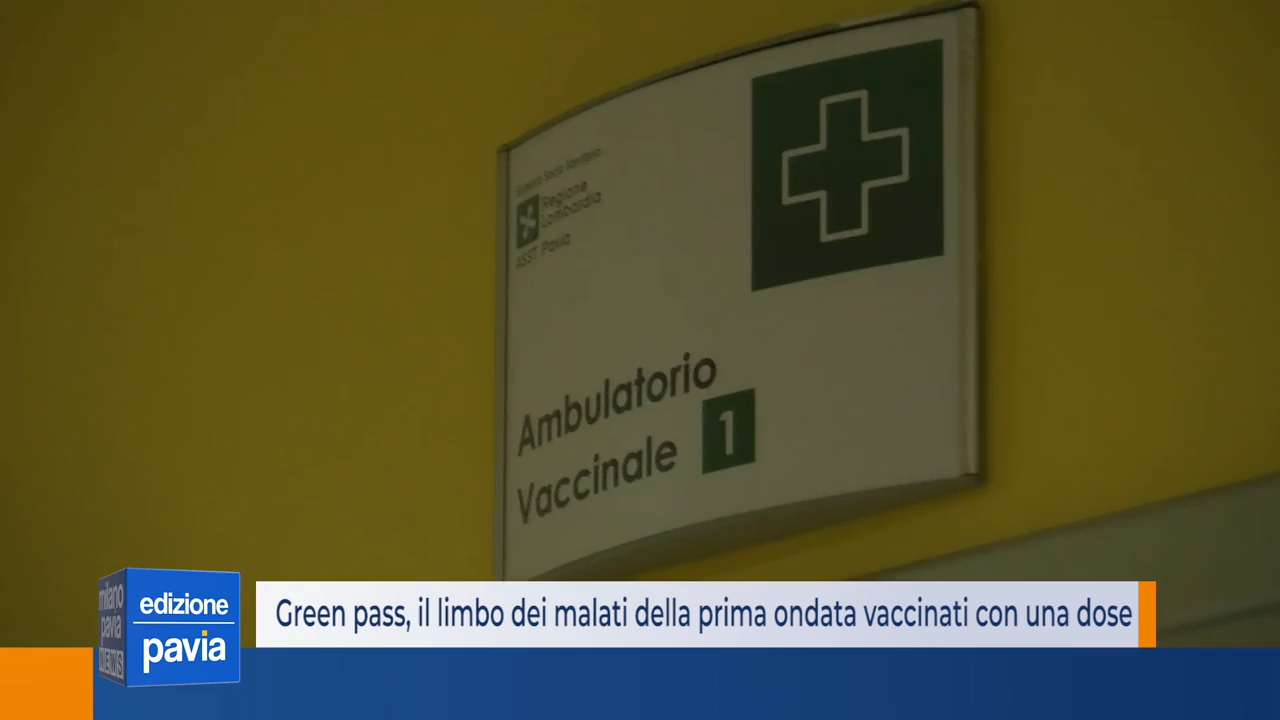 Sistema Socio Sanitario
Regione
Lombardia
ASST Pavia
Ambulatorio
Vaccinale 1
milano
pavia
NEWS
edizione
pavia
Green pass, il limbo dei malati della prima ondata vaccinati con una dose